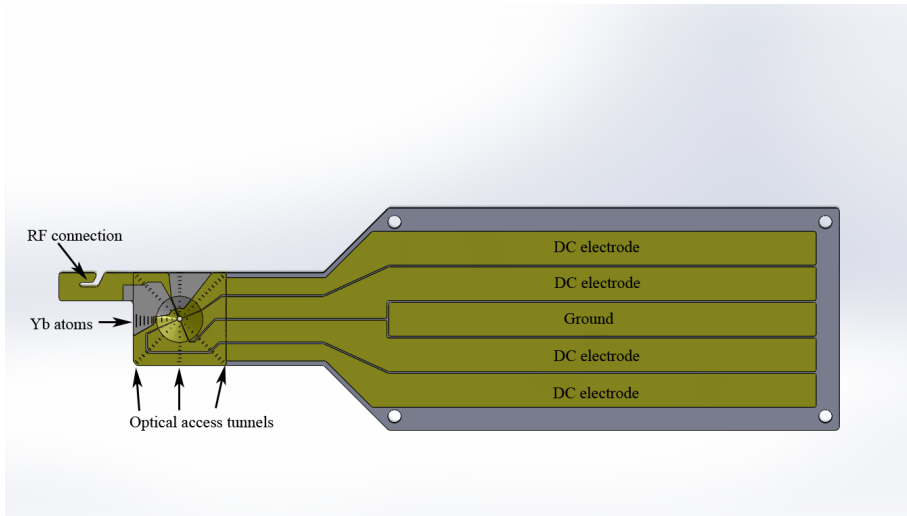 DC electrode
RF connection
DC electrode
Yb atoms
Ground
DC electrode
DC electrode
Optical access tunnels